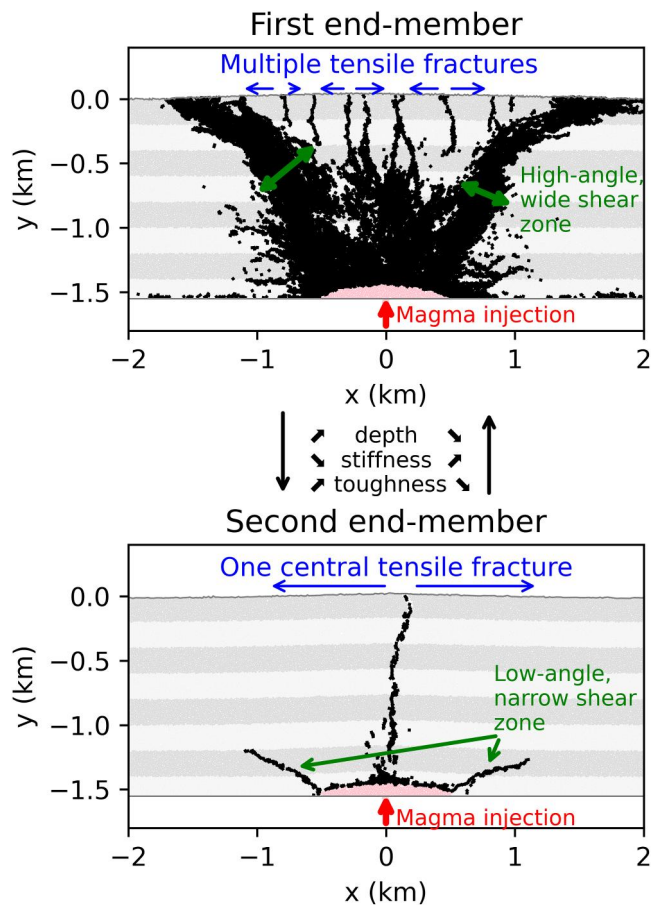 First end-member
Multiple tensile fractures
0.0
−0.5
−1.0
−1.5
y (km)
High-angle,
wide shear
zone
Magma injection
−2 −1 0 1 2
x (km)
depth
stiffness
toughness
Second end-member
One central tensile fracture
0.0
−0.5
−1.0
−1.5
y (km)
Low-angle,
narrow shear
zone
Magma injection
−2 −1 0 1 2
x (km)